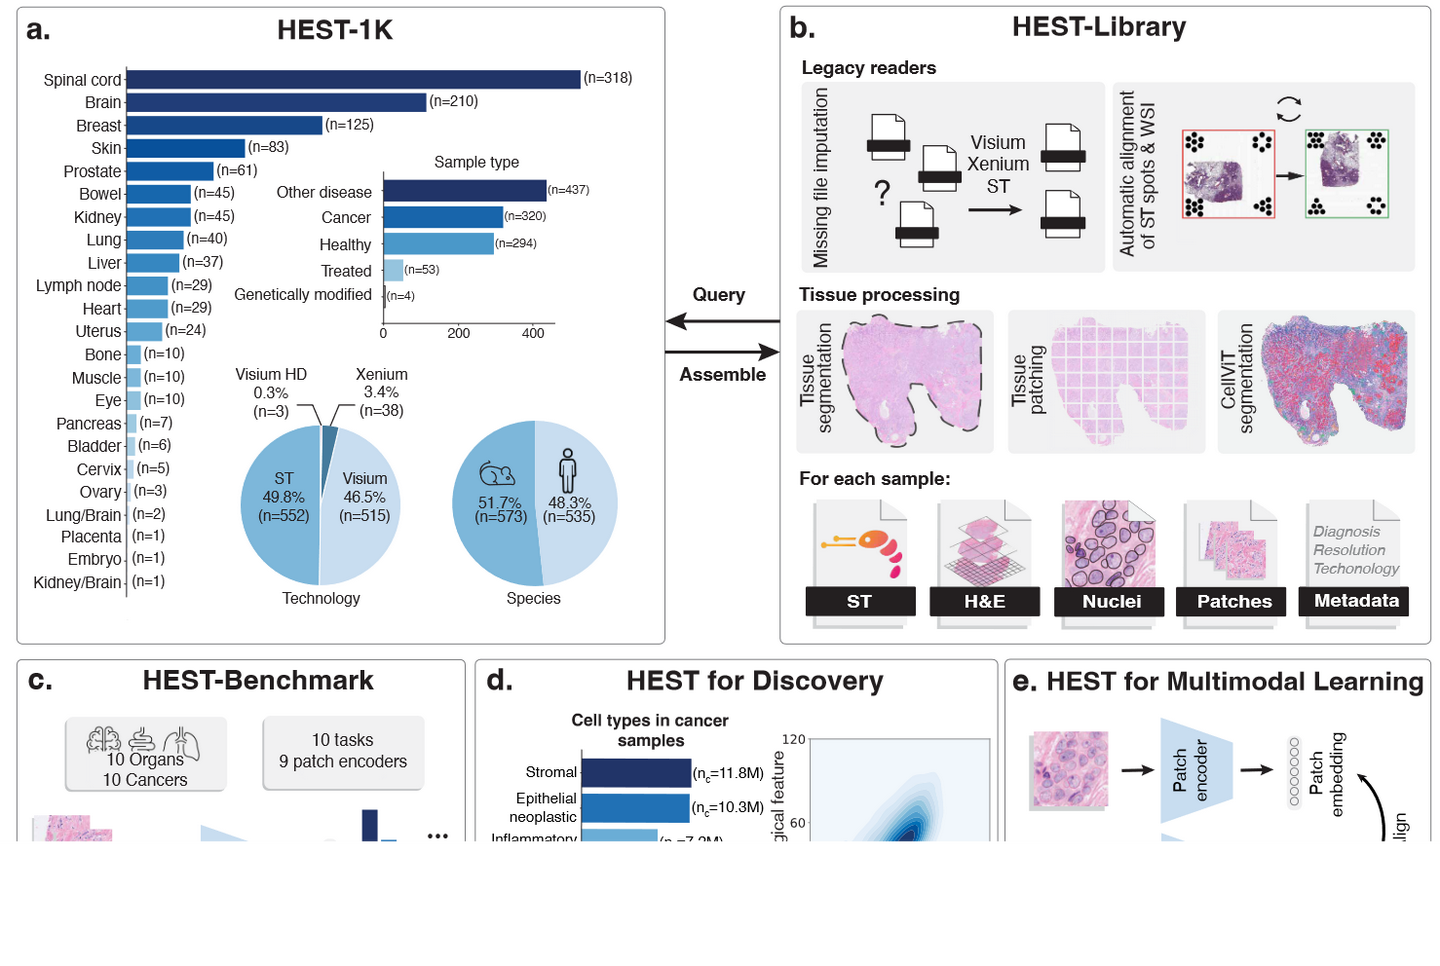 a.
HEST-1K
Spinal cord (n=318)
Brain (n=210)
Breast (n=125)
Skin (n=83)
Prostate (n=61)
Bowel (n=45)
Kidney (n=45)
Lung (n=40)
Liver (n=37)
Lymph node (n=29)
Heart (n=29)
Uterus (n=24)
Bone (n=10)
Muscle (n=10)
Eye (n=10)
Pancreas (n=7)
Bladder (n=6)
Cervix (n=5)
Ovary (n=3)
Lung/Brain (n=2)
Placenta (n=1)
Embryo (n=1)
Kidney/Brain (n=1)
Sample type
Other disease (n=437)
Cancer (n=320)
Healthy (n=294)
Treated (n=53)
Genetically modified (n=4)
0 200 400
Visium HD
0.3%
(n=3)
Xenium
3.4%
(n=38)
ST
49.8%
(n=552)
Visium
46.5%
(n=515)
Technology
51.7%
(n=573)
48.3%
(n=535)
Species
Query
Assemble
b.
HEST-Library
Legacy readers
Missing file imputation
?
Visium
Xenium
ST
Automatic alignment
of ST spots & WSI
Tissue processing
Tissue
segmentation
Tissue
patching
CellViT
segmentation
For each sample:
ST
H&E
Nuclei
Patches
Diagnosis
Resolution
Techonology
Metadata
c.
HEST-Benchmark
10 Organs
10 Cancers
10 tasks
9 patch encoders
...
d.
HEST for Discovery
Cell types in cancer
samples
Stromal (nc=11.8M)
Epithelial
neoplastic (nc=10.3M)
Inflammatory
120
60
gical feature
e.
HEST for Multimodal Learning
Patch
encoder
Patch
embedding
lign